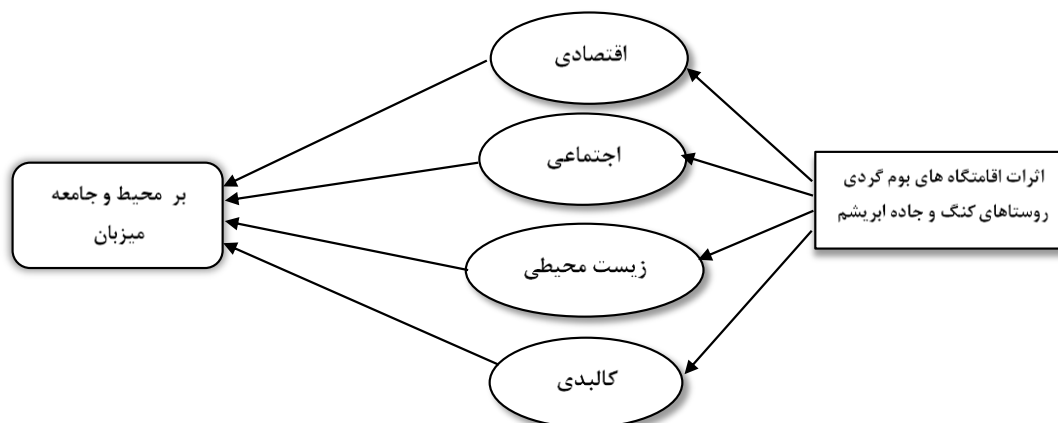 اثرات اقامتگاه های بوم گردی
روستاهای کنگ و جاده ابریشم
اقتصادی
اجتماعی
زیست محیطی
کالبدی
بر محیط و جامعه
میزبان